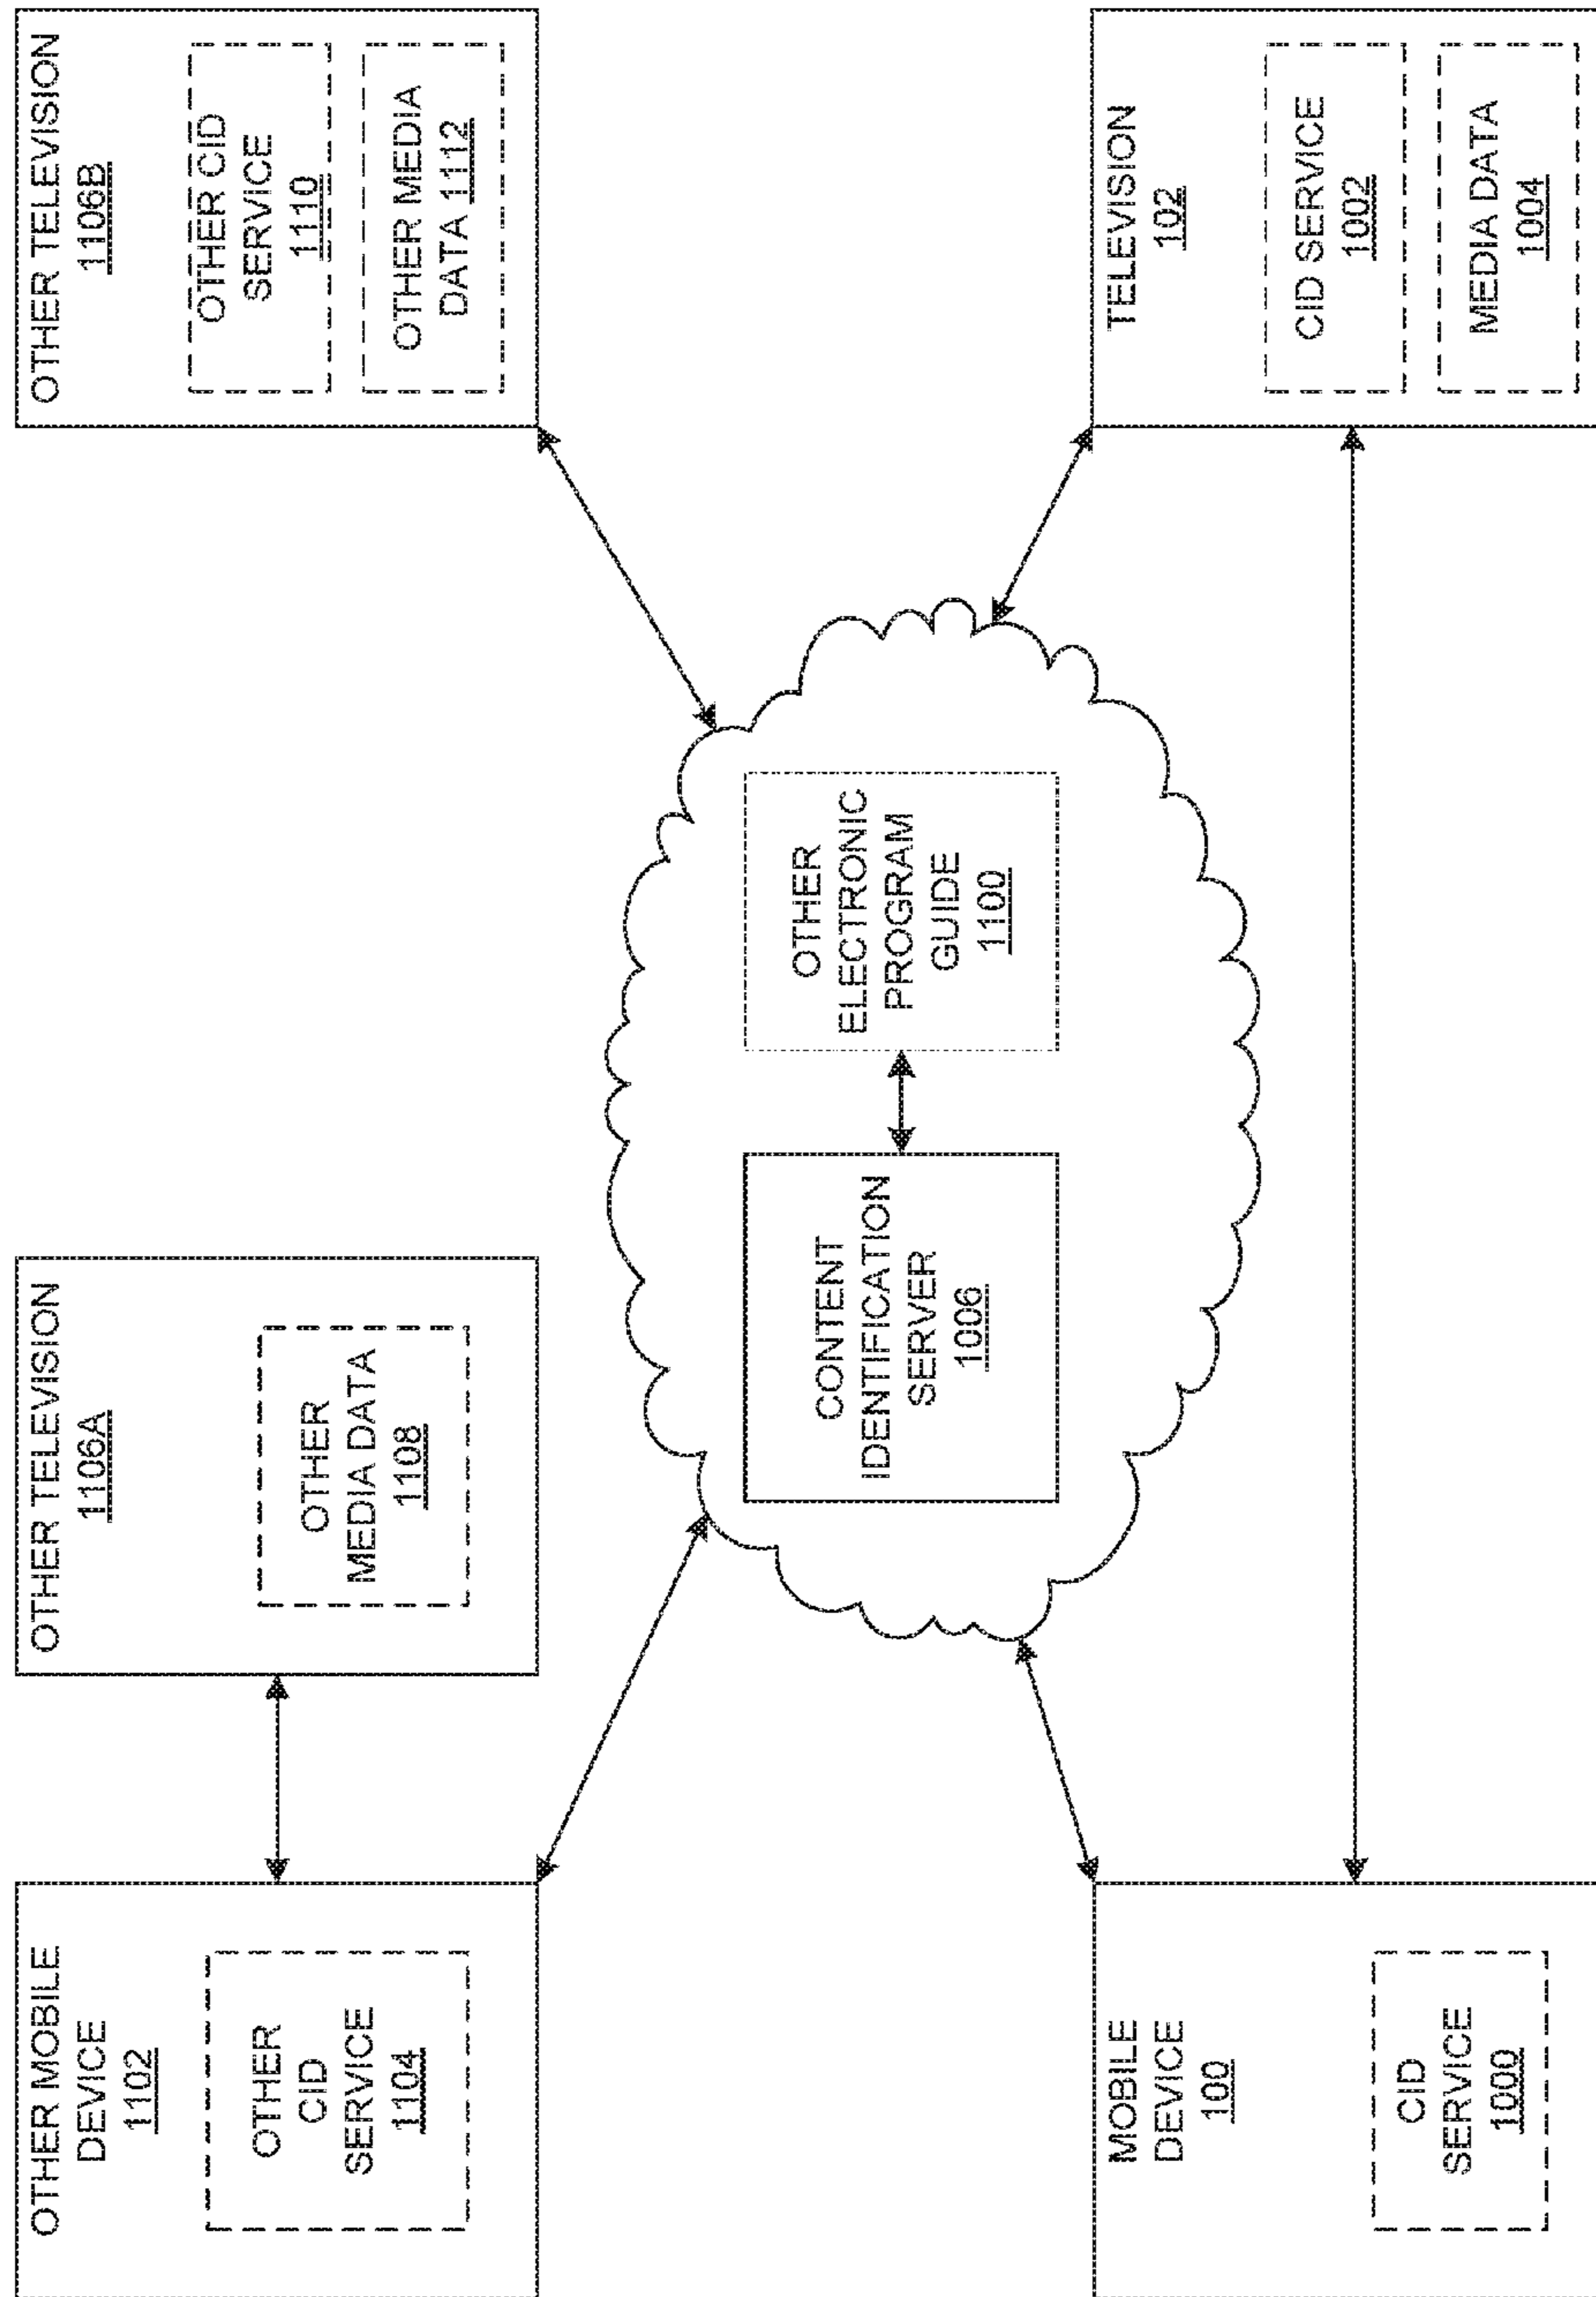 OTHER MOBILE
DEVICE
1102
OTHER
CID
SERVICE
1104
OTHER TELEVISION
1106A
OTHER
MEDIA DATA
1108
OTHER TELEVISION
1106B
OTHER CID
SERVICE
1110
OTHER MEDIA
DATA 1112
CONTENT
IDENTIFICATION
SERVER
1006
OTHER
ELECTRONIC
PROGRAM
GUIDE
1100
MOBILE
DEVICE
100
CID
SERVICE
1000
TELEVISION
102
CID SERVICE
1002
MEDIA DATA
1004